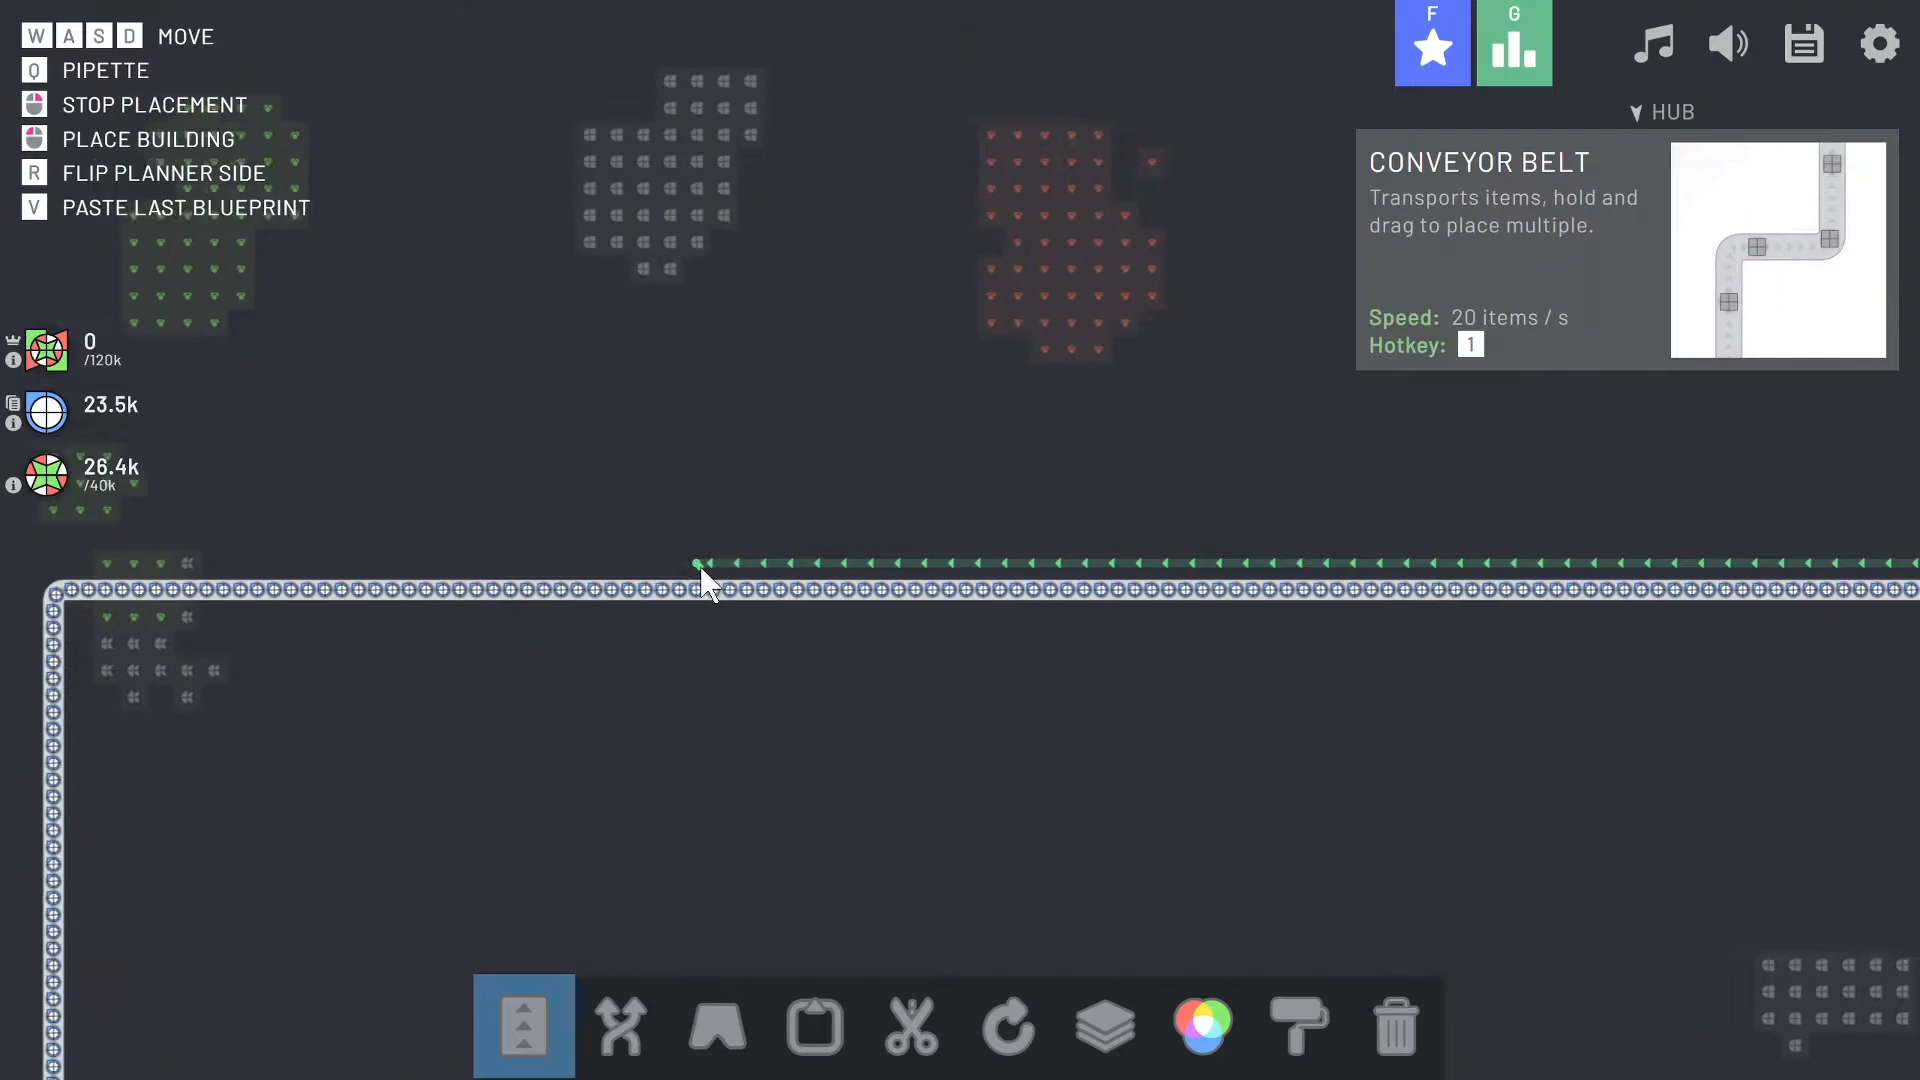 W A S D MOVE
Q PIPETTE
STOP PLACEMENT
PLACE BUILDING
R FLIP PLANNER SIDE
V PASTE LAST BLUEPRINT
F
G
HUB
CONVEYOR BELT
Transports items, hold and
drag to place multiple.
Speed: 20 items / s
Hotkey: 1
0
/120k
23.5k
26.4k
/40k